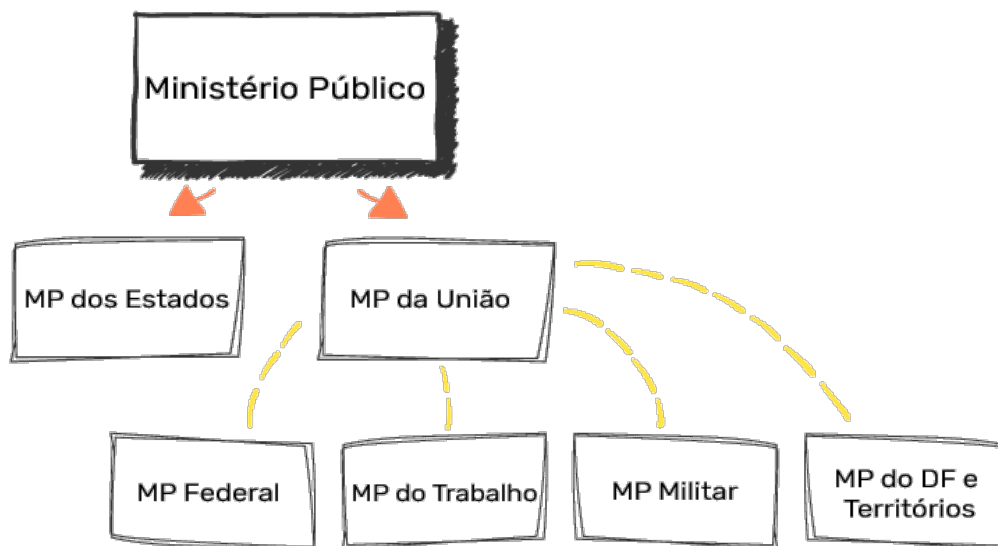 Ministério Público
MP dos Estados
MP da União
MP Federal
MP do Trabalho
MP Militar
MP do DF e
Territórios